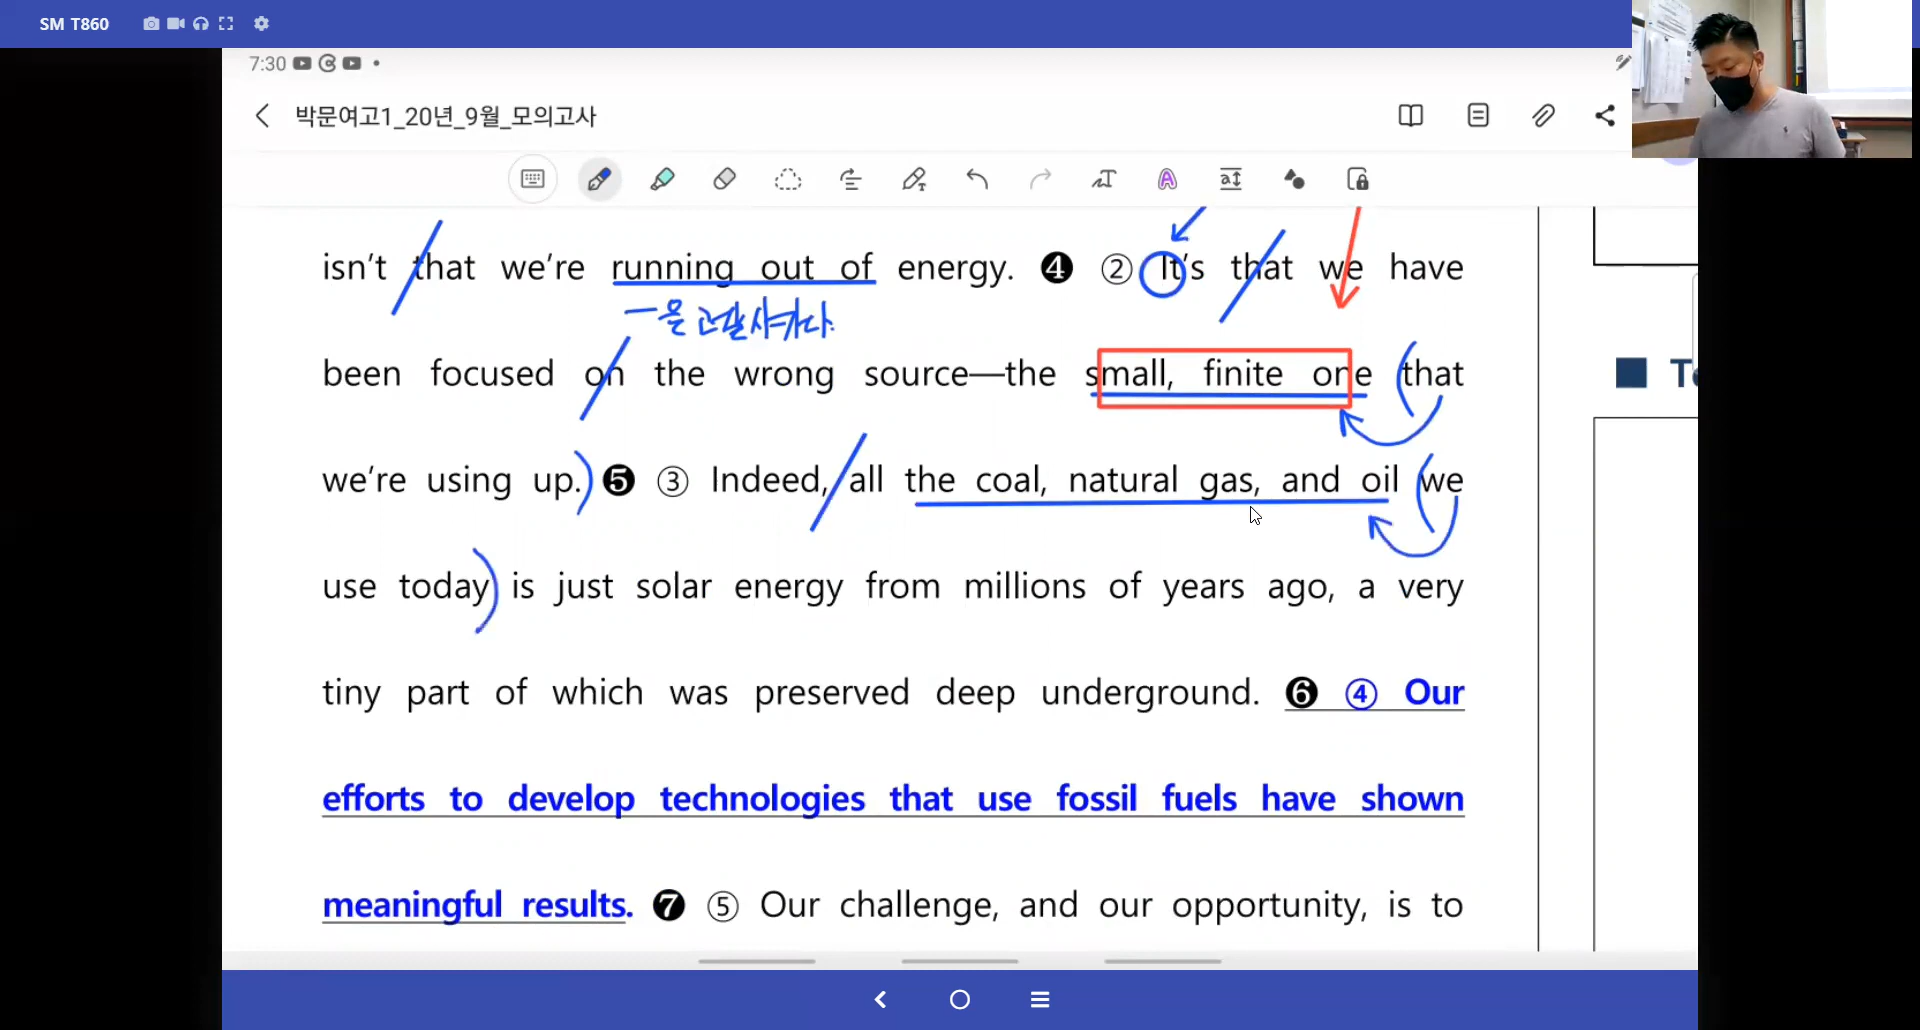 SM T860
7:30
박문여고1_20년_9월_모의고사
isn't that we're running out of energy. ❹ ② It's that we have
~을 고갈시키다.
been focused on the wrong source—the small, finite one (that
we're using up.) ❺ ③ Indeed, all the coal, natural gas, and oil (we
use today) is just solar energy from millions of years ago, a very
tiny part of which was preserved deep underground. ❻ ④ Our
efforts to develop technologies that use fossil fuels have shown
meaningful results. ❼ ⑤ Our challenge, and our opportunity, is to